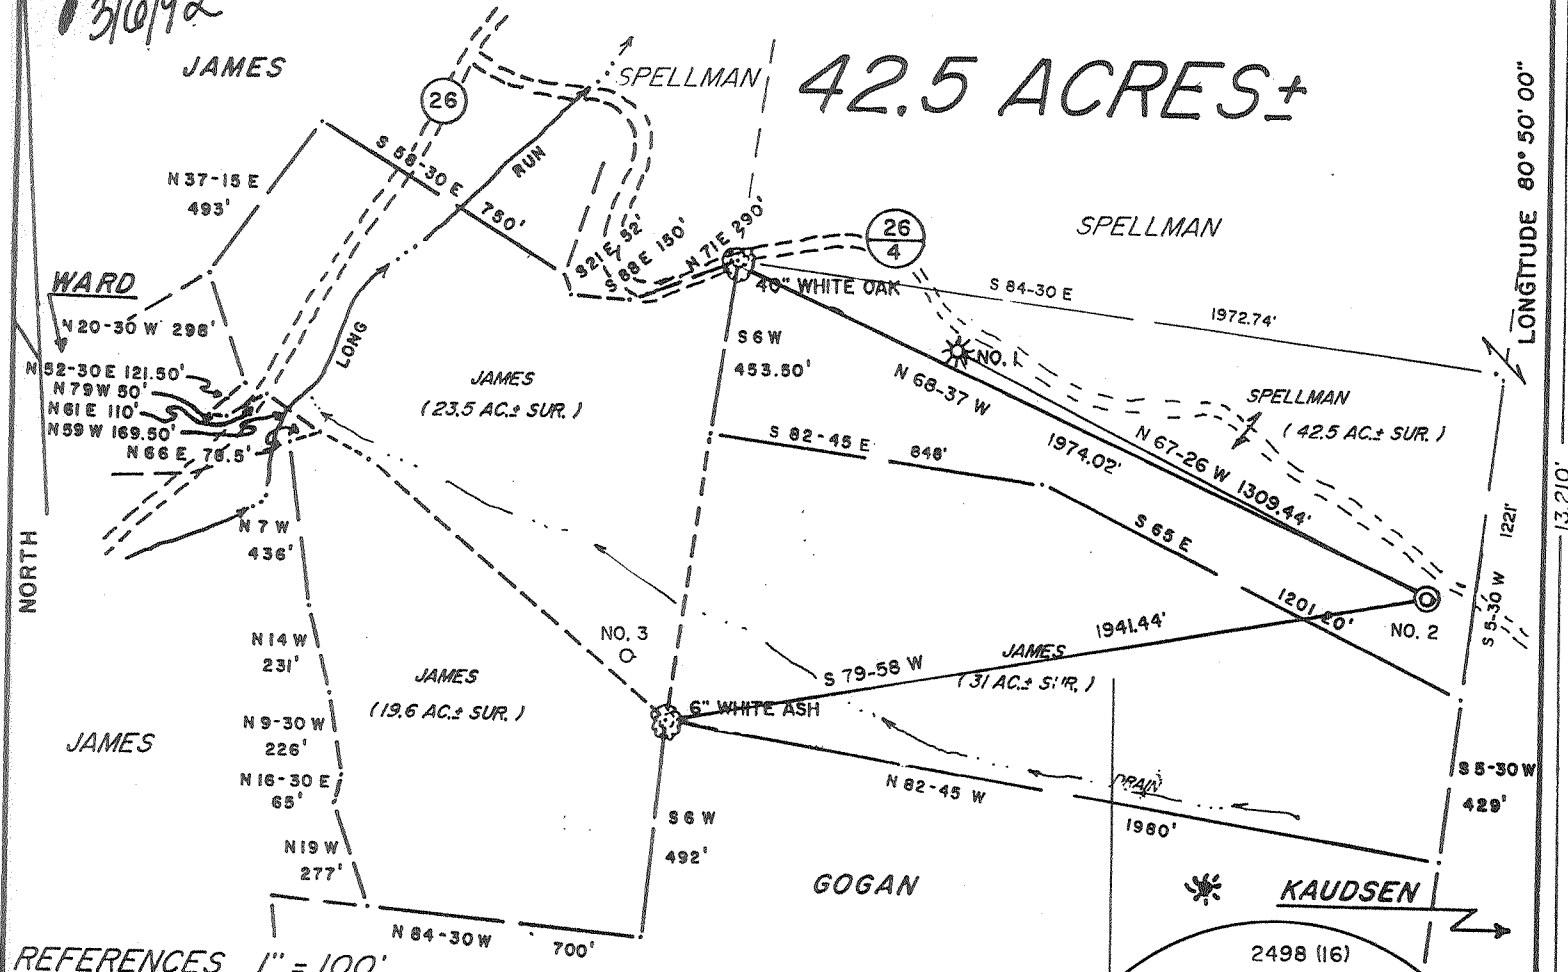 3/6/92
JAMES
SPELLMAN
42.5 ACRES±
26
S 58-30 E
750'
RUN
N 37-15 E
493'
LONGITUDE 80° 50' 00"
SPELLMAN
26
4
S 21 E 52'
S 88 E 150'
N 71 E 290'
WARD
40" WHITE OAK
S 84-30 E
1972.74'
N 20-30 W 298'
LONG
S 6 W
453.50'
NO. 1
N 52-30 E 121.50'
N 79 W 50'
N 61 E 110'
N 59 W 169.50'
N 66 E 76.5'
JAMES
(23.5 AC.± SUR.)
N 68-37 W
1974.02'
SPELLMAN
(42.5 AC.± SUR.)
N 67-26 W 1309.44'
S 82-45 E 848'
13,210'
1221'
S 5-30 W
N 7 W
436'
S 65 E
1201.20'
NORTH
NO. 2
NO. 3
1941.44'
S 79-58 W
N 14 W
231'
JAMES
(31 AC.± SUR.)
JAMES
(19.6 AC.± SUR.)
6" WHITE ASH
N 9-30 W
226'
JAMES
S 5-30 W
429'
N 16-30 E
65'
N 82-45 W
DRAIN
1980'
S 6 W
492'
N 19 W
277'
GOGAN
KAUDSEN
N 84-30 W 700'
2498 (16)
REFERENCES 1" = 100'